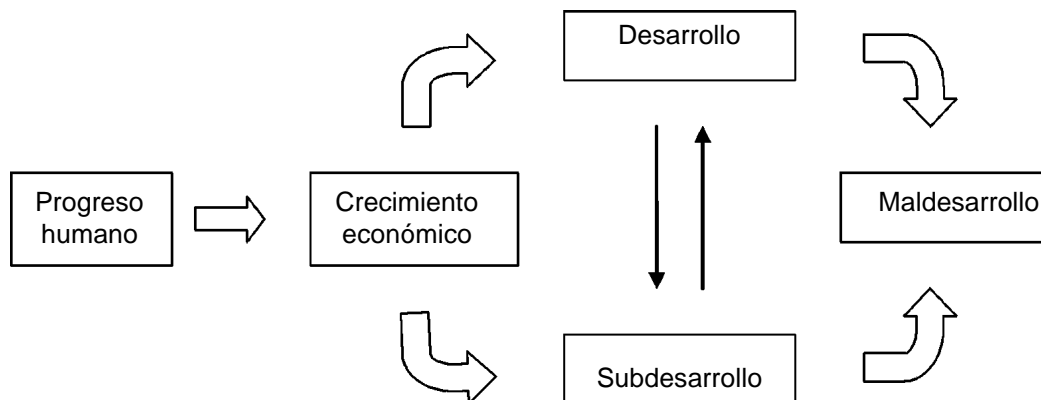 Desarrollo
Progreso
humano
Crecimiento
económico
Maldesarrollo
Subdesarrollo